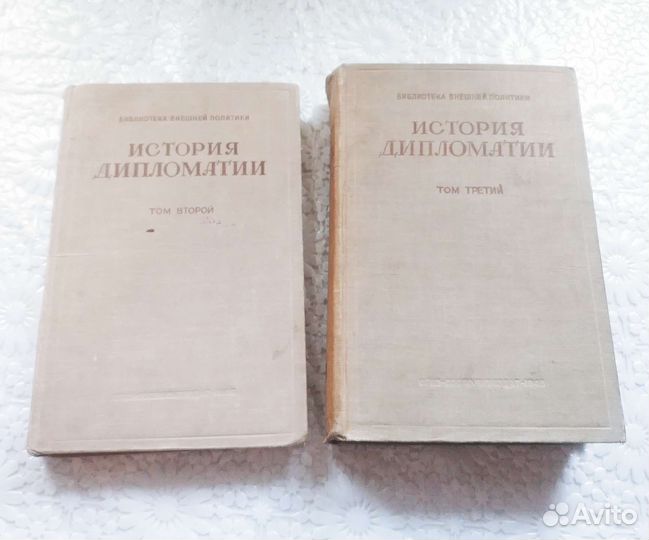 БИБЛИОТЕКА ВНЕШНЕЙ ПОЛИТИКИ
ИСТОРИЯ
ДИПЛОМАТИИ
ТОМ ВТОРОЙ
БИБЛИОТЕКА ВНЕШНЕЙ ПОЛИТИКИ
ИСТОРИЯ
ДИПЛОМАТИИ
ТОМ ТРЕТИЙ
Avito